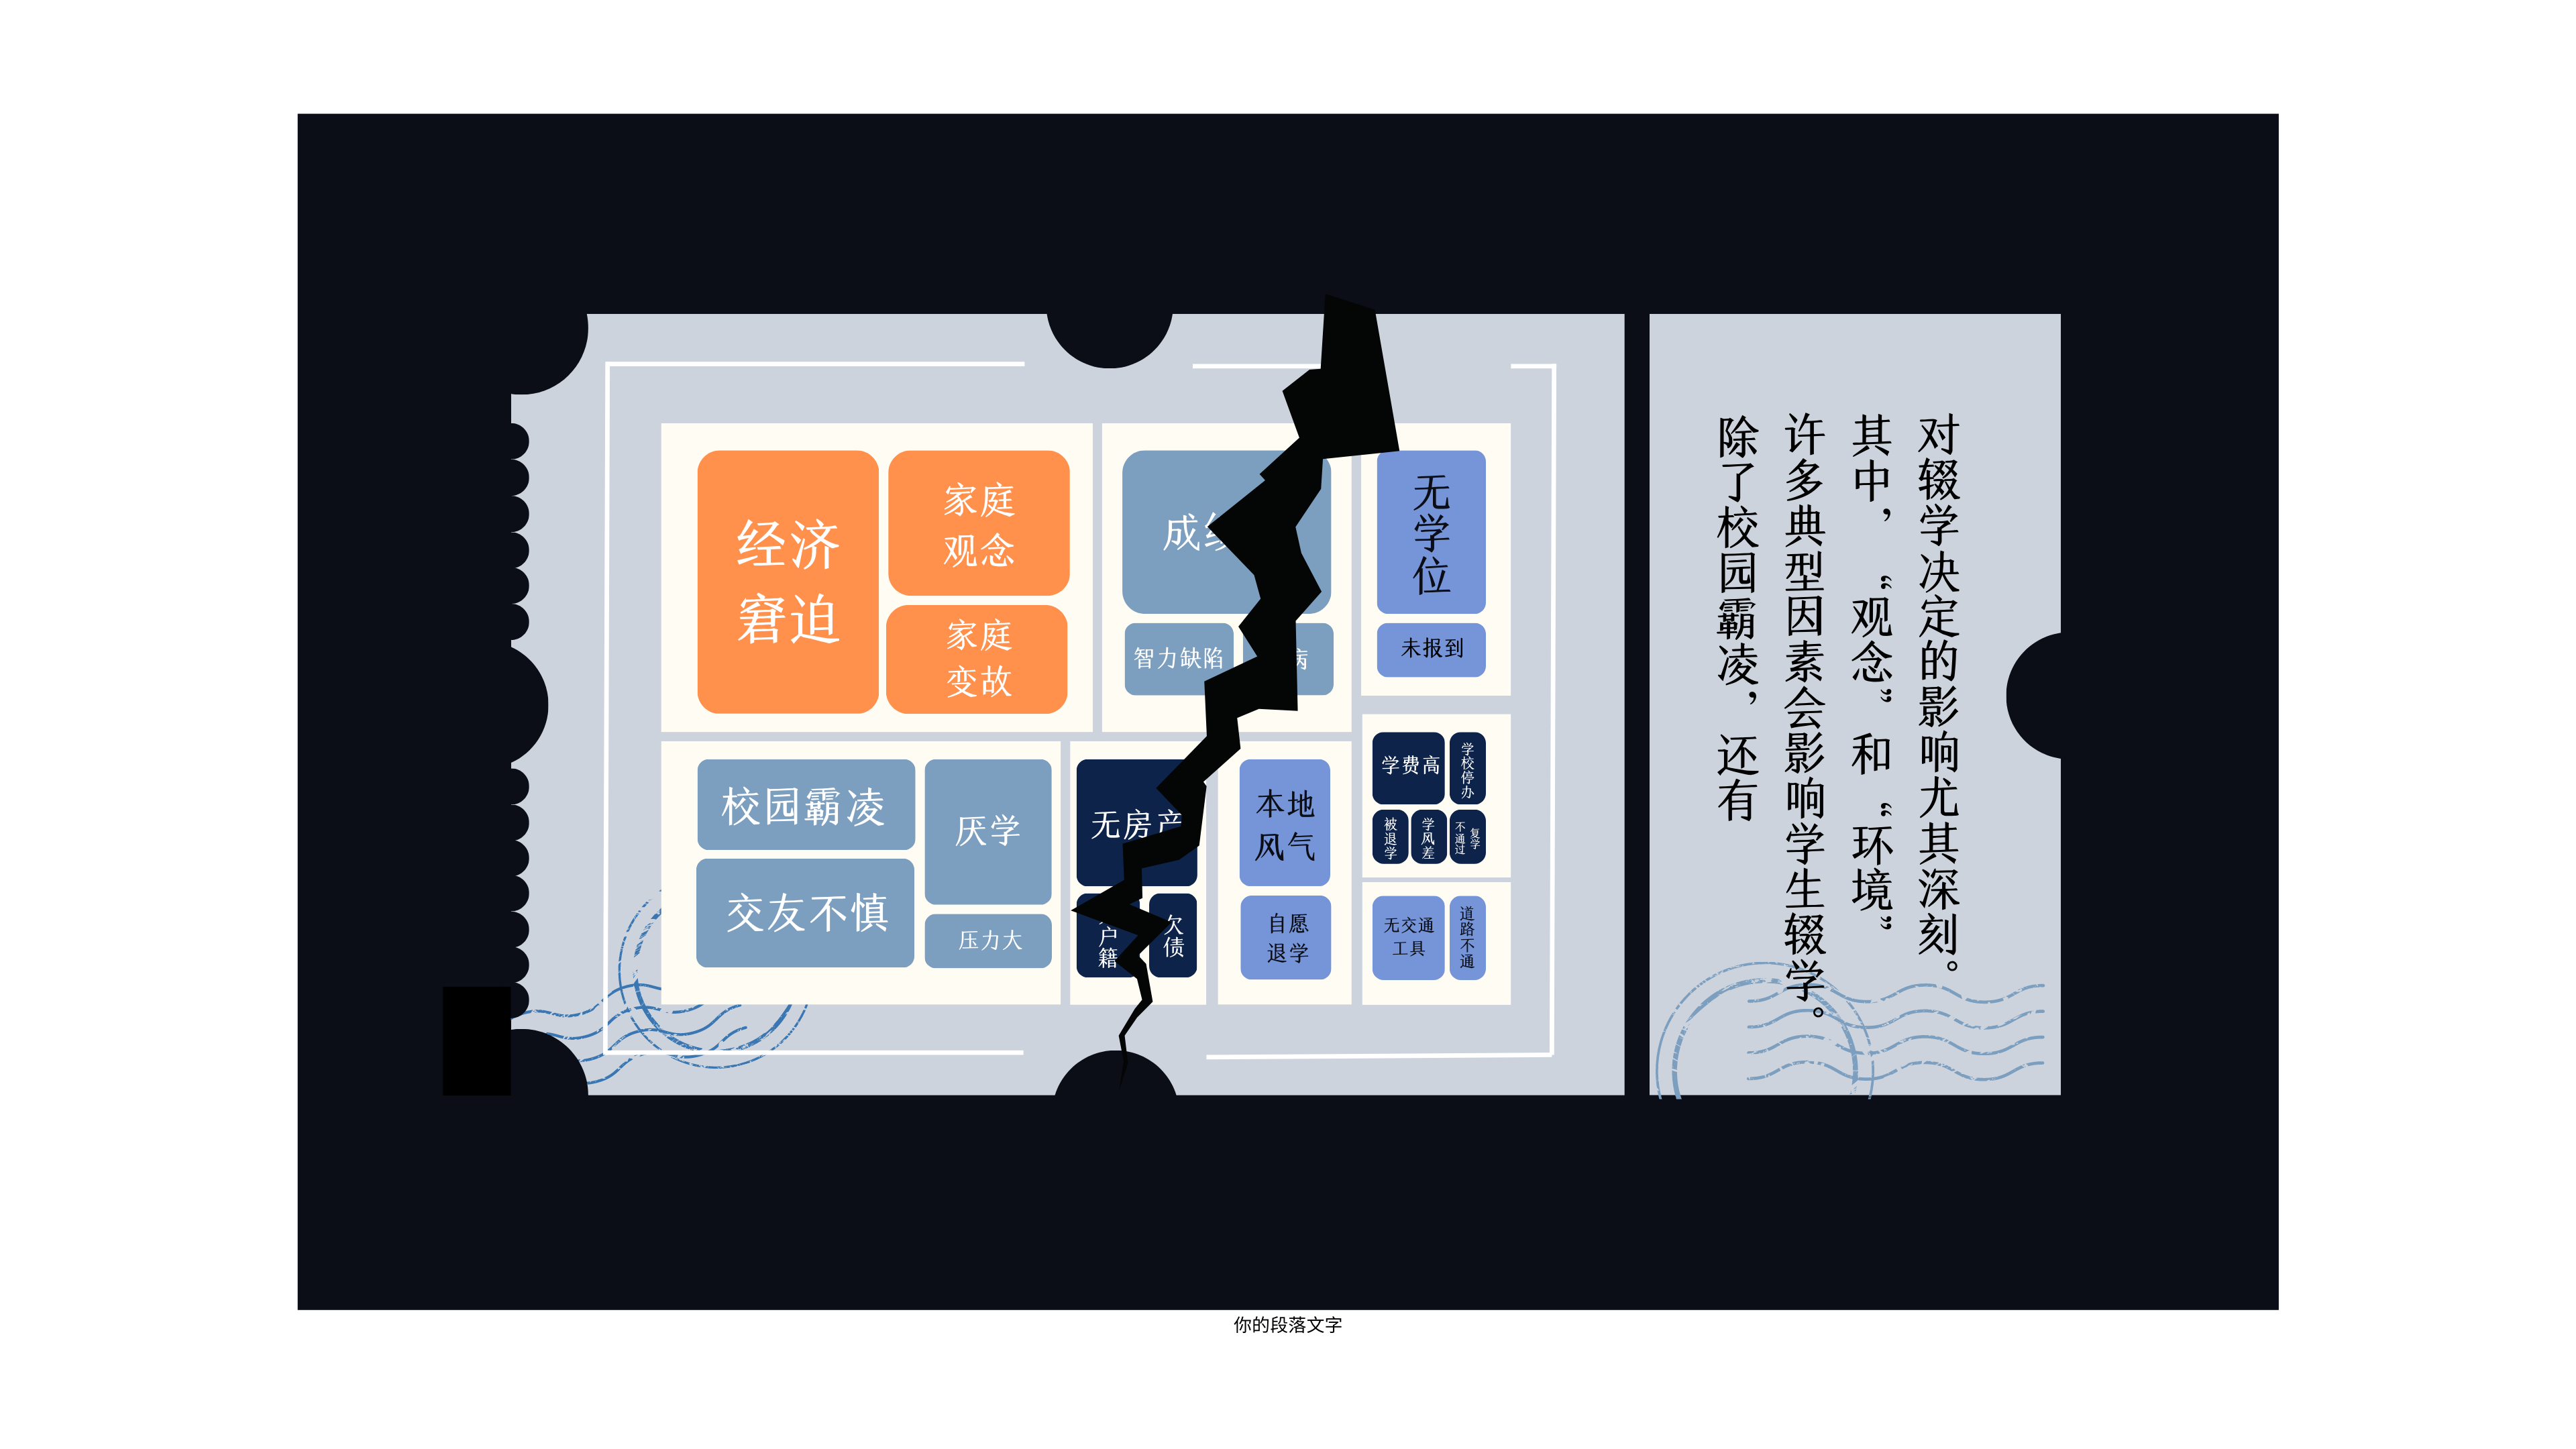 经济
窘迫
家庭
观念
家庭
变故
成
智力缺陷
病
无学位
未报到
校园霸凌
交友不慎
厌学
压力大
无房产
户籍
欠债
本地
风气
自愿
退学
学费高
学校停办
被退学
学风差
复学
不通过
无交通
工具
道路不通
除了校园霸凌，还有
许多典型因素会影响学生辍学。
其中，“观念”和“环境”
对辍学决定的影响尤其深刻。
你的段落文字